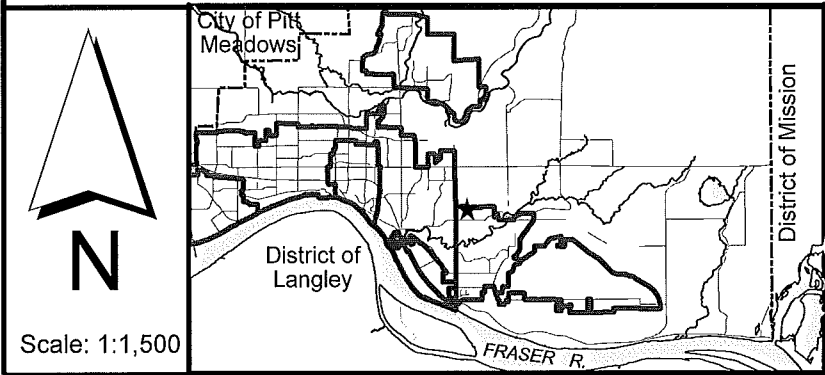 City of Pitt
Meadows
District of Mission
District of
Langley
N
Scale: 1:1,500
FRASER R.